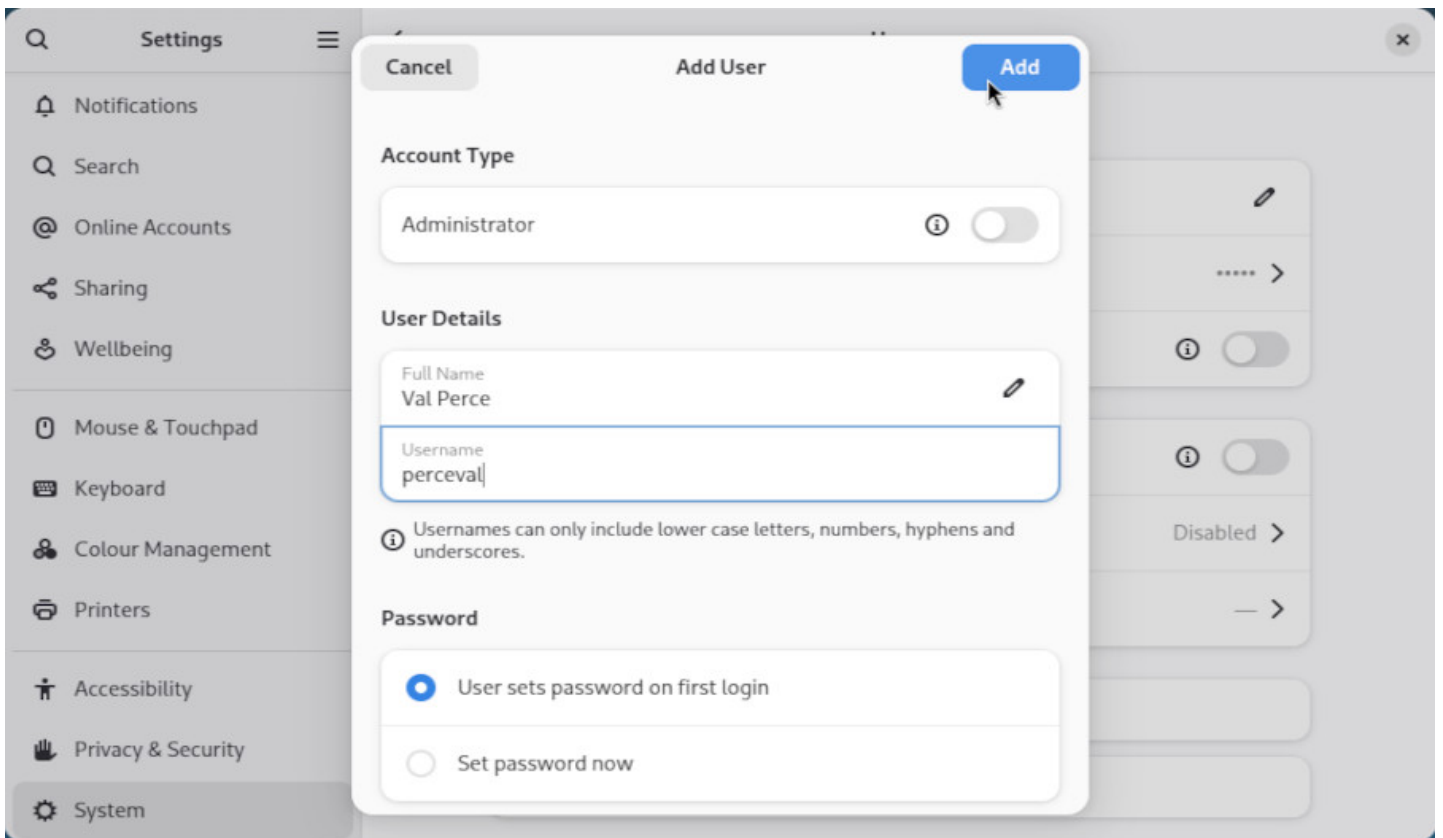 Settings
Notifications
Search
Online Accounts
Sharing
Wellbeing
Mouse & Touchpad
Keyboard
Colour Management
Printers
Accessibility
Privacy & Security
System
Cancel
Add User
Add
Account Type
Administrator
User Details
Full Name
Val Perce
Username
perceval
Usernames can only include lower case letters, numbers, hyphens and
underscores.
Password
User sets password on first login
Set password now
•••••
Disabled
—